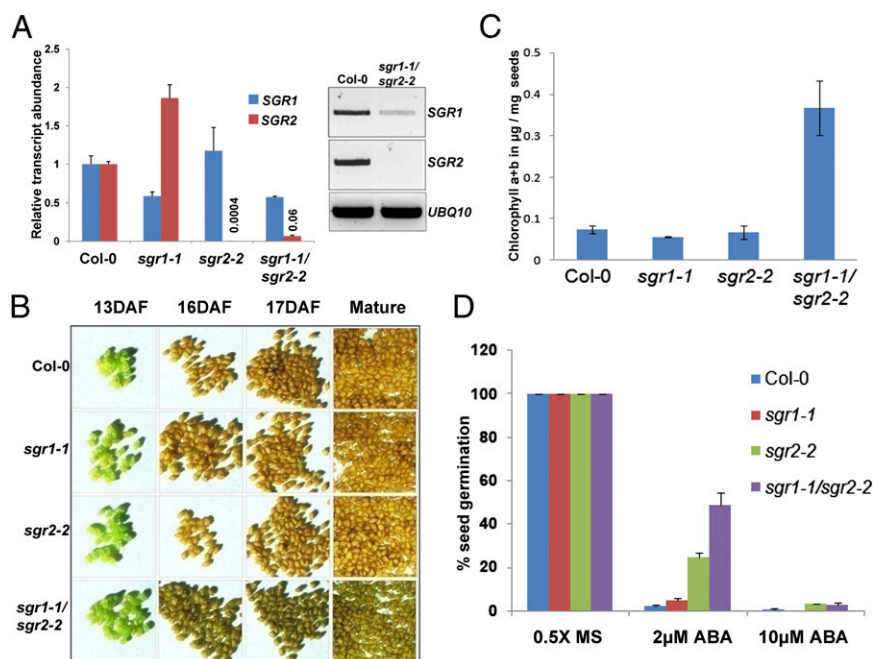 A
Relative transcript abundance
2.5
2
1.5
1
0.5
0
SGR1
SGR2
0.0004
0.06
Col-0
sgr1-1
sgr2-2
sgr1-1/
sgr2-2
Col-0
sgr1-1/
sgr2-2
SGR1
SGR2
UBQ10
B
13DAF 16DAF 17DAF Mature
Col-0
sgr1-1
sgr2-2
sgr1-1/
sgr2-2
C
Chlorophyll a+b in µg / mg seeds
0.5
0.4
0.3
0.2
0.1
0
Col-0
sgr1-1
sgr2-2
sgr1-1/
sgr2-2
D
% seed germination
120
100
80
60
40
20
0
Col-0
sgr1-1
sgr2-2
sgr1-1/sgr2-2
0.5X MS
2µM ABA
10µM ABA